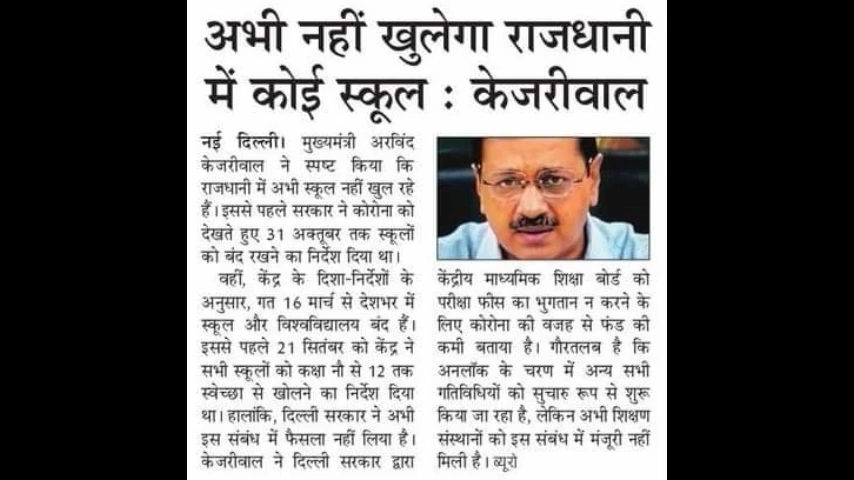 अभी नहीं खुलेगा राजधानी
में कोई स्कूल : केजरीवाल
नई दिल्ली। मुख्यमंत्री अरविंद
केजरीवाल ने स्पष्ट किया कि
राजधानी में अभी स्कूल नहीं खुल रहे
हैं। इससे पहले सरकार ने कोरोना को
देखते हुए 31 अक्तूबर तक स्कूलों
को बंद रखने का निर्देश दिया था।
वहीं, केंद्र के दिशा-निर्देशों के
अनुसार, गत 16 मार्च से देशभर में
स्कूल और विश्वविद्यालय बंद हैं।
इससे पहले 21 सितंबर को केंद्र ने
सभी स्कूलों को कक्षा नौ से 12 तक
स्वेच्छा से खोलने का निर्देश दिया
था। हालांकि, दिल्ली सरकार ने अभी
इस संबंध में फैसला नहीं लिया है।
केजरीवाल ने दिल्ली सरकार द्वारा
केंद्रीय माध्यमिक शिक्षा बोर्ड को
परीक्षा फीस का भुगतान न करने के
लिए कोरोना की वजह से फंड की
कमी बताया है। गौरतलब है कि
अनलॉक के चरण में अन्य सभी
गतिविधियों को सुचारु रूप से शुरू
किया जा रहा है, लेकिन अभी शिक्षण
संस्थानों को इस संबंध में मंजूरी नहीं
मिली है। ब्यूरो